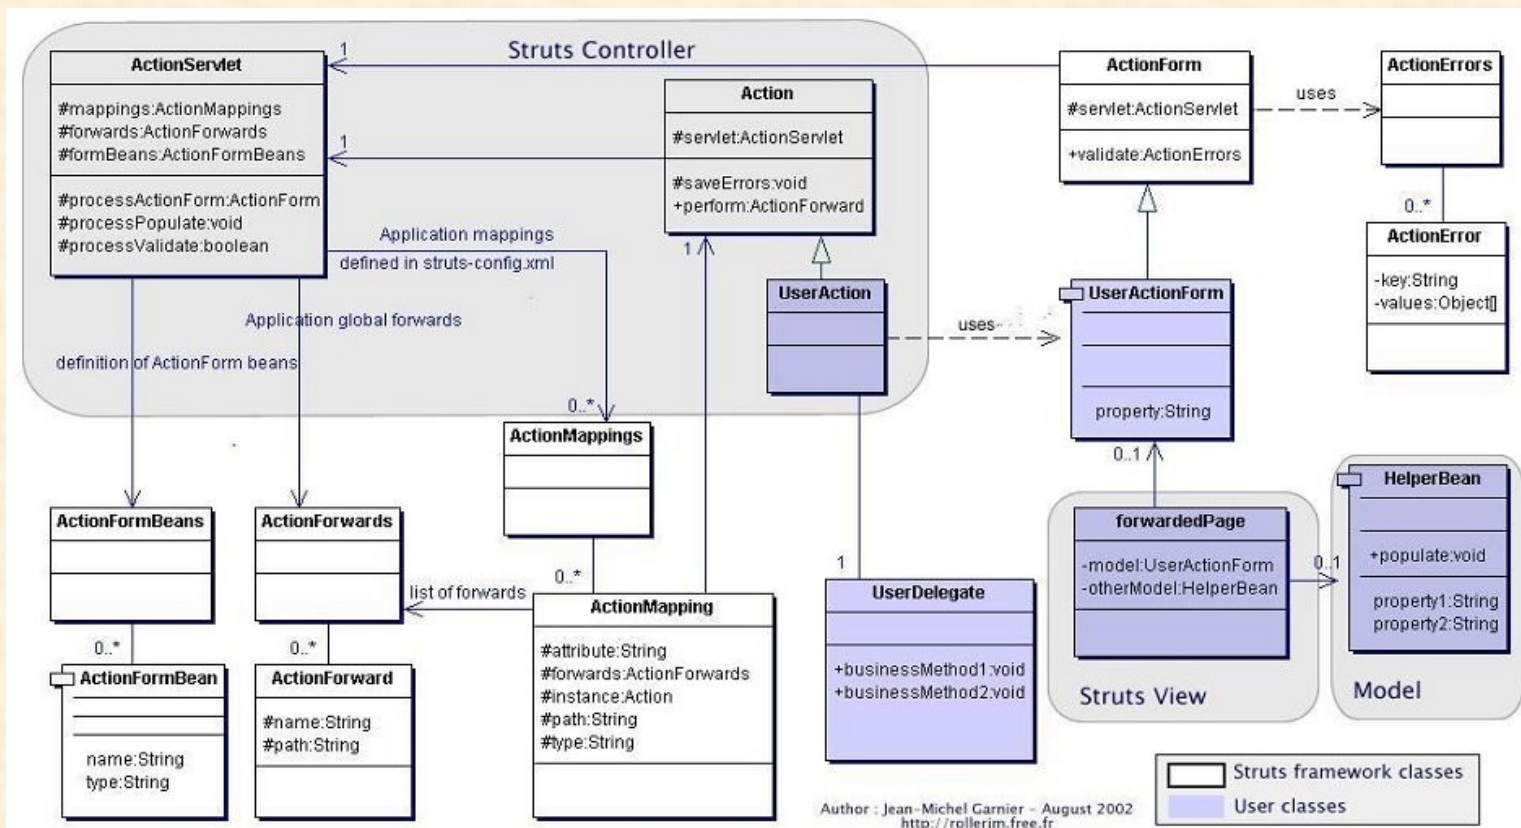 Struts Controller
ActionServlet
#mappings:ActionMappings
#forwards:ActionForwards
#formBeans:ActionFormBeans
#processActionForm:ActionForm
#processPopulate:void
#processValidate:boolean
1
1
Action
#servlet:ActionServlet
#saveErrors:void
+perform:ActionForward
ActionForm
#servlet:ActionServlet
+validate:ActionErrors
uses
ActionErrors
0..*
ActionError
-key:String
-values:Object[]
Application mappings
defined in struts-config.xml
1
Application global forwards
definition of ActionForm beans
UserAction
uses
UserActionForm
property:String
0..*
ActionMappings
0..1
ActionFormBeans
ActionForwards
forwardedPage
-model:UserActionForm
-otherModel:HelperBean
0..1
HelperBean
+populate:void
property1:String
property2:String
0..*
list of forwards
1
ActionMapping
#attribute:String
#forwards:ActionForwards
#instance:Action
#path:String
#type:String
UserDelegate
+businessMethod1:void
+businessMethod2:void
0..*
0..*
ActionFormBean
name:String
type:String
ActionForward
#name:String
#path:String
Struts View
Model
Struts framework classes
User classes
Author : Jean-Michel Garnier - August 2002
http://rollerjm.free.fr